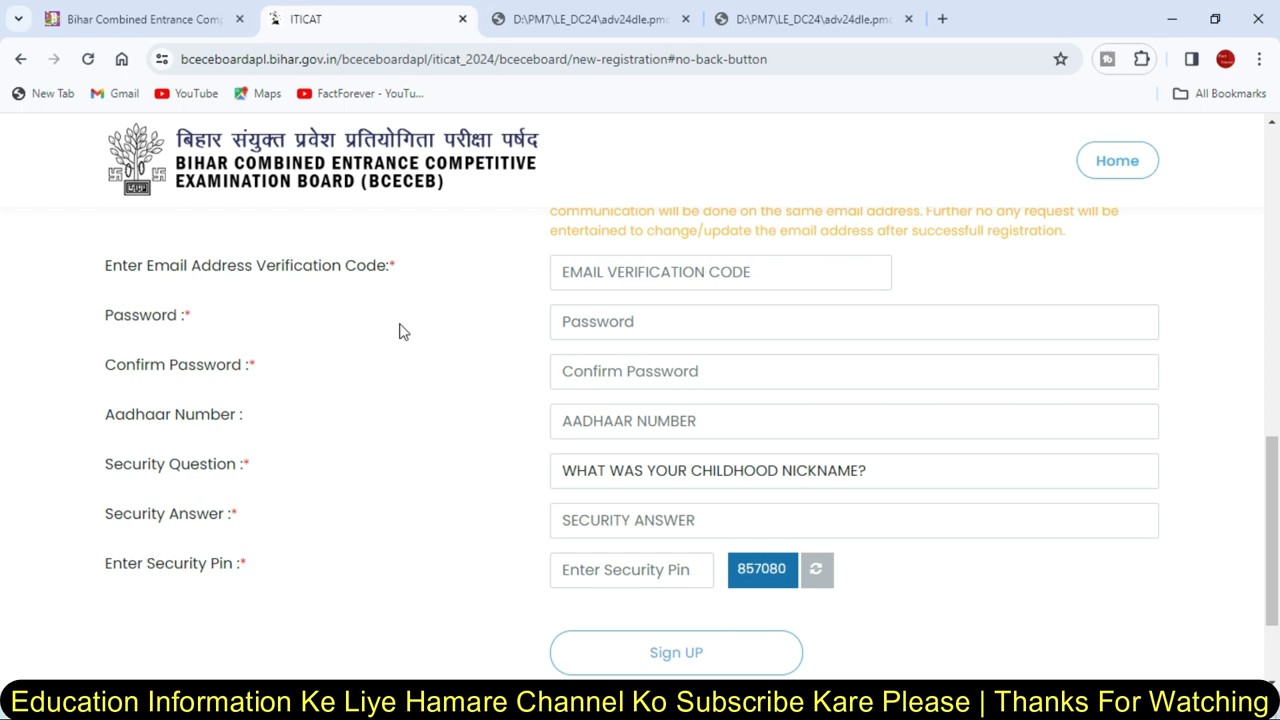 Bihar Combined Entrance Comp
ITICAT
D:\PM7\LE_DC24\adv24dle.pmd
D:\PM7\LE_DC24\adv24dle.pmd
bceceboardapl.bihar.gov.in/bceceboardapl/iticat_2024/bceceboard/new-registration#no-back-button
New Tab
Gmail
YouTube
Maps
FactForever - YouTu...
All Bookmarks
बिहार संयुक्त प्रवेश प्रतियोगिता परीक्षा पर्षद
BIHAR COMBINED ENTRANCE COMPETITIVE
EXAMINATION BOARD (BCECEB)
Home
communication will be done on the same email address. Further no any request will be
entertained to change/update the email address after successfull registration.
Enter Email Address Verification Code:*
EMAIL VERIFICATION CODE
Password :*
Password
Confirm Password :*
Confirm Password
Aadhaar Number :
AADHAAR NUMBER
Security Question :*
WHAT WAS YOUR CHILDHOOD NICKNAME?
Security Answer :*
SECURITY ANSWER
Enter Security Pin :*
Enter Security Pin
857080
Sign UP
Education Information Ke Liye Hamare Channel Ko Subscribe Kare Please | Thanks For Watching